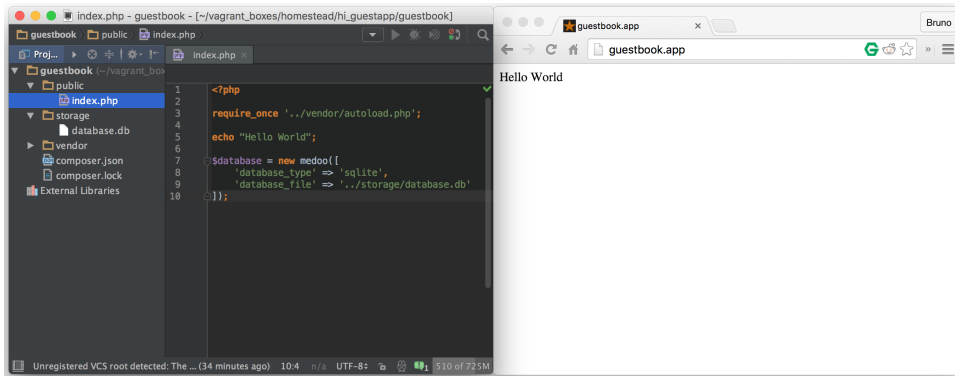 index.php - guestbook - [~/vagrant_boxes/homestead/hi_guestapp/guestbook]
guestbook public index.php
Proj... index.php
guestbook (~/vagrant_box
public
index.php
storage
database.db
vendor
composer.json
composer.lock
External Libraries
1 <?php
2
3 require_once '../vendor/autoload.php';
4
5 echo "Hello World";
6
7 $database = new medoo([
8 'database_type' => 'sqlite',
9 'database_file' => '../storage/database.db'
10 ]);
Unregistered VCS root detected: The ... (34 minutes ago) 10:4 n/a UTF-8 1 510 of 725M
guestbook.app Bruno
guestbook.app
Hello World